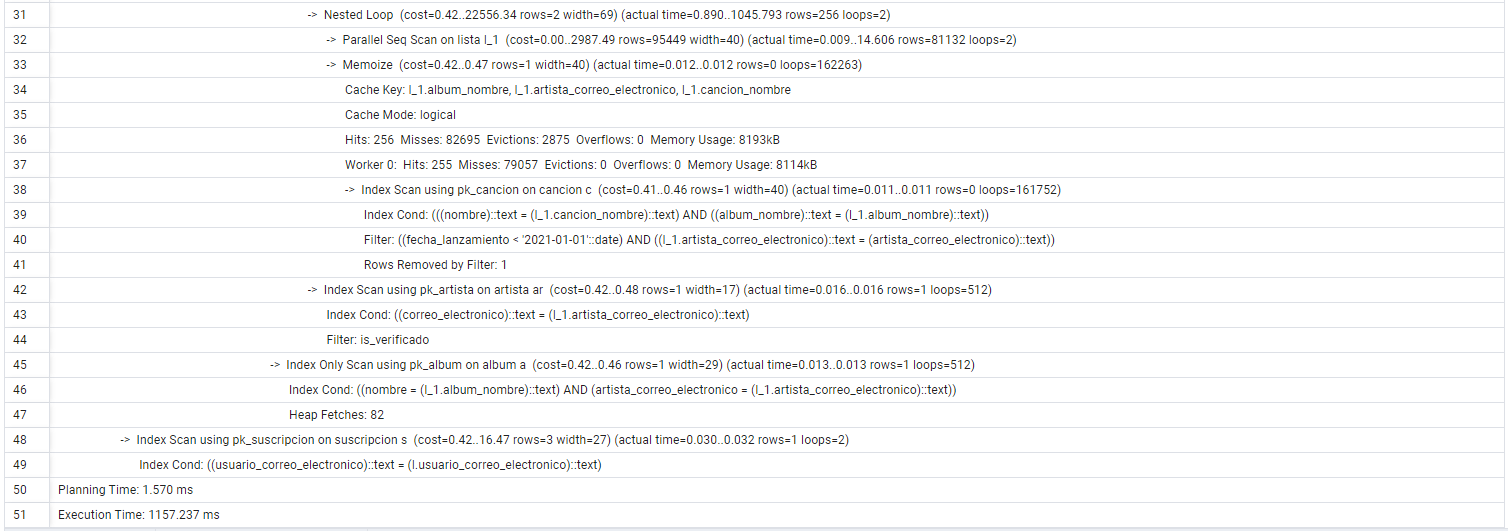 31 -> Nested Loop (cost=0.42..22556.34 rows=2 width=69) (actual time=0.890..1045.793 rows=256 loops=2)
32 -> Parallel Seq Scan on lista l_1 (cost=0.00..2987.49 rows=95449 width=40) (actual time=0.009..14.606 rows=81132 loops=2)
33 -> Memoize (cost=0.42..0.47 rows=1 width=40) (actual time=0.012..0.012 rows=0 loops=162263)
34 Cache Key: l_1.album_nombre, l_1.artista_correo_electronico, l_1.cancion_nombre
35 Cache Mode: logical
36 Hits: 256 Misses: 82695 Evictions: 2875 Overflows: 0 Memory Usage: 8193kB
37 Worker 0: Hits: 255 Misses: 79057 Evictions: 0 Overflows: 0 Memory Usage: 8114kB
38 -> Index Scan using pk_cancion on cancion c (cost=0.41..0.46 rows=1 width=40) (actual time=0.011..0.011 rows=0 loops=161752)
39 Index Cond: (((nombre)::text = (l_1.cancion_nombre)::text) AND ((album_nombre)::text = (l_1.album_nombre)::text))
40 Filter: ((fecha_lanzamiento < '2021-01-01'::date) AND ((l_1.artista_correo_electronico)::text = (artista_correo_electronico)::text))
41 Rows Removed by Filter: 1
42 -> Index Scan using pk_artista on artista ar (cost=0.42..0.48 rows=1 width=17) (actual time=0.016..0.016 rows=1 loops=512)
43 Index Cond: ((correo_electronico)::text = (l_1.artista_correo_electronico)::text)
44 Filter: is_verificado
45 -> Index Only Scan using pk_album on album a (cost=0.42..0.46 rows=1 width=29) (actual time=0.013..0.013 rows=1 loops=512)
46 Index Cond: ((nombre = (l_1.album_nombre)::text) AND (artista_correo_electronico = (l_1.artista_correo_electronico)::text))
47 Heap Fetches: 82
48 -> Index Scan using pk_suscripcion on suscripcion s (cost=0.42..16.47 rows=3 width=27) (actual time=0.030..0.032 rows=1 loops=2)
49 Index Cond: ((usuario_correo_electronico)::text = (l.usuario_correo_electronico)::text)
50 Planning Time: 1.570 ms
51 Execution Time: 1157.237 ms